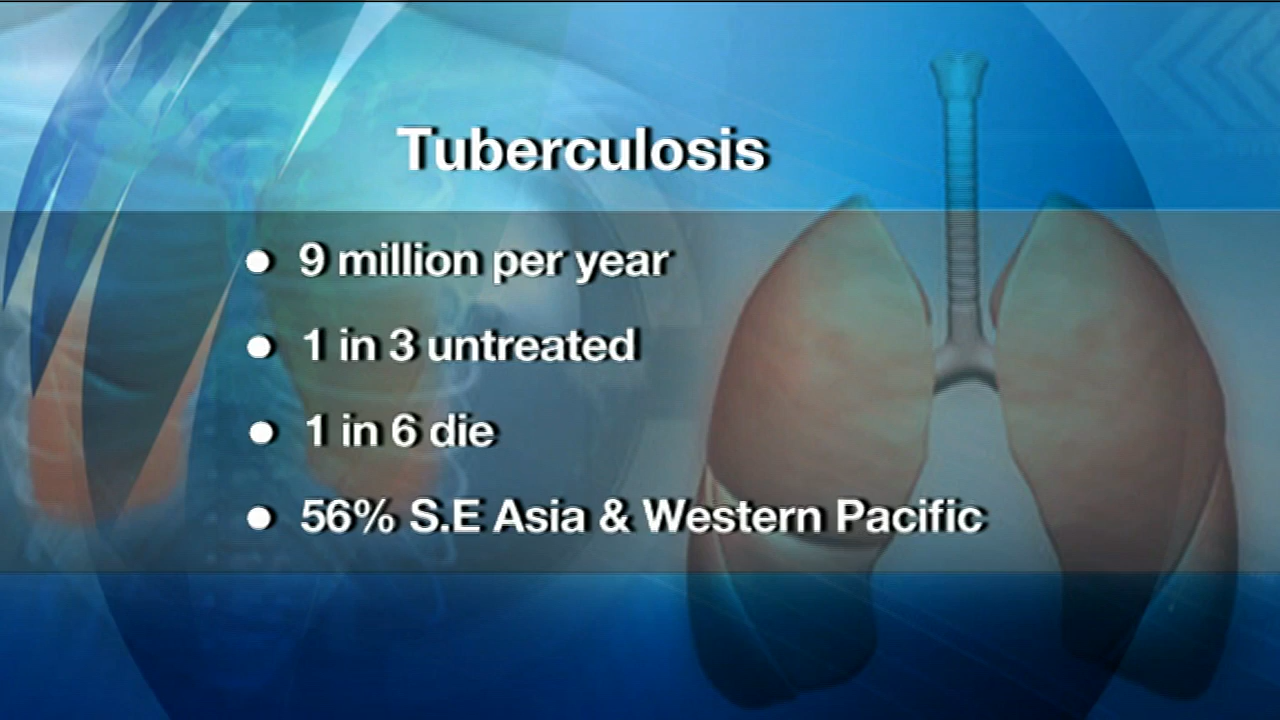 Tuberculosis
• 9 million per year
• 1 in 3 untreated
• 1 in 6 die
• 56% S.E Asia & Western Pacific